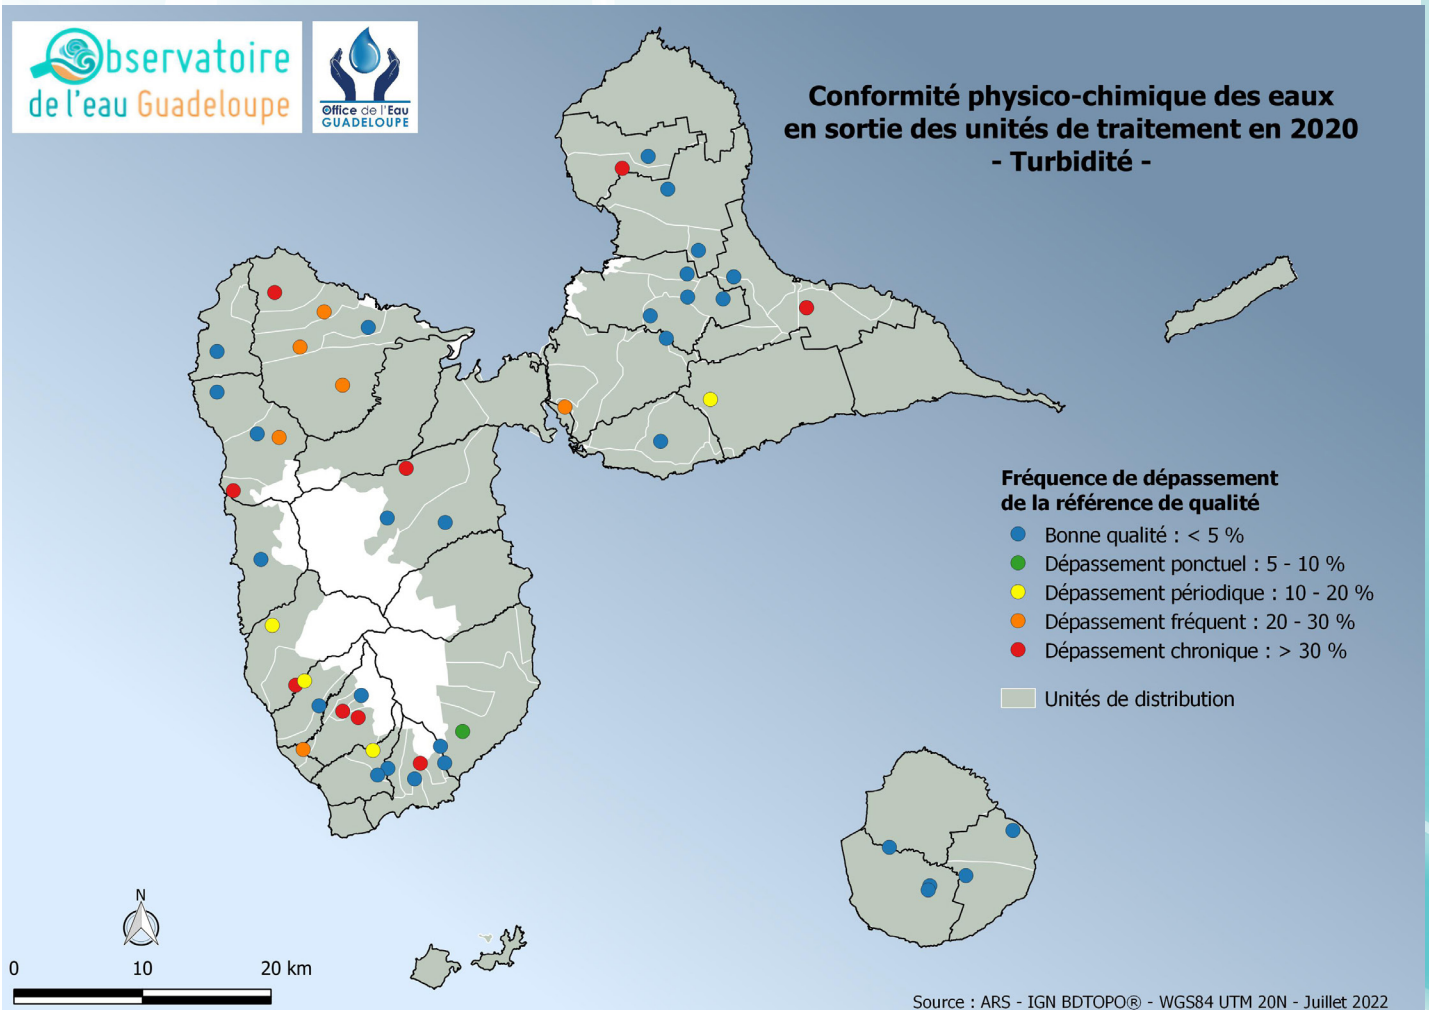 Observatoire
de l'eau Guadeloupe
Office de l'Eau
GUADELOUPE
Conformité physico-chimique des eaux
en sortie des unités de traitement en 2020
- Turbidité -
Fréquence de dépassement
de la référence de qualité
Bonne qualité : < 5 %
Dépassement ponctuel : 5 - 10 %
Dépassement périodique : 10 - 20 %
Dépassement fréquent : 20 - 30 %
Dépassement chronique : > 30 %
Unités de distribution
N
0 10 20 km
Source : ARS - IGN BDTOPO® - WGS84 UTM 20N - Juillet 2022